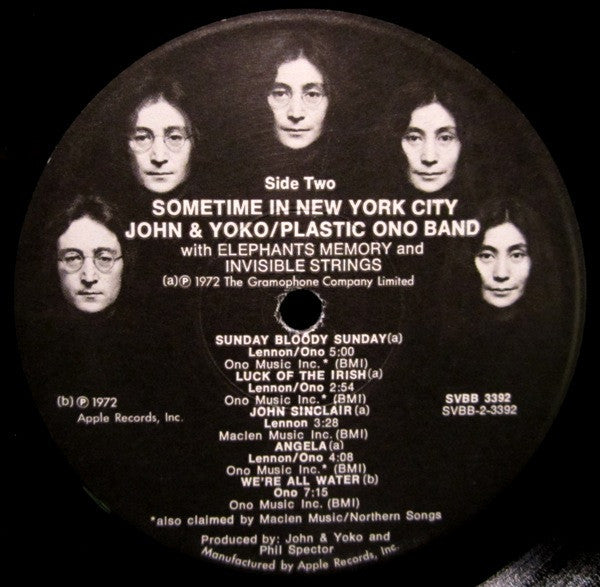 Side Two
SOMETIME IN NEW YORK CITY
JOHN & YOKO/PLASTIC ONO BAND
with ELEPHANTS MEMORY and
INVISIBLE STRINGS
(a)Ⓟ 1972 The Gramophone Company Limited
SUNDAY BLOODY SUNDAY(a)
Lennon/Ono 5:00
Ono Music Inc.* (BMI)
LUCK OF THE IRISH(a)
Lennon/Ono 2:54
Ono Music Inc.* (BMI)
JOHN SINCLAIR(a)
Lennon 3:28
Maclen Music Inc. (BMI)
ANGELA(a)
Lennon/Ono 4:08
Ono Music Inc.* (BMI)
WE'RE ALL WATER(b)
Ono 7:15
Ono Music Inc. (BMI)
*also claimed by Maclen Music/Northern Songs
(b) Ⓟ 1972
Apple Records, Inc.
SVBB 3392
SVBB-2-3392
Produced by: John & Yoko and
Phil Spector
Manufactured by Apple Records, Inc.